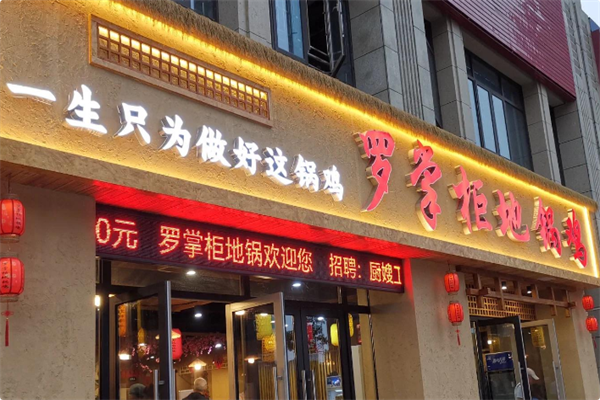 一生只为做好这锅鸡
罗掌柜地锅鸡
0元 罗掌柜地锅欢迎您 招聘：厨嫂工